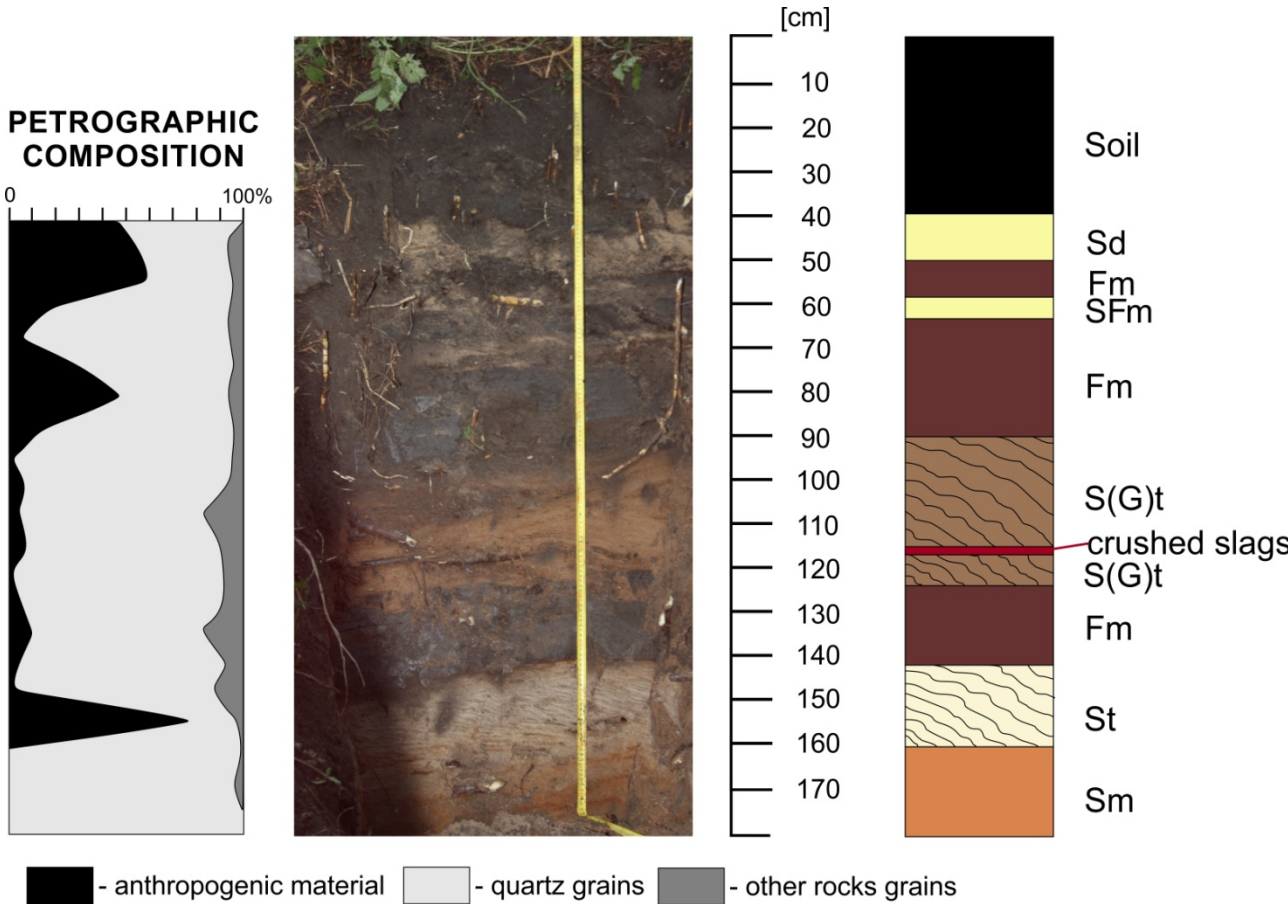 PETROGRAPHIC
COMPOSITION
0
100%
[cm]
10
20
30
40
50
60
70
80
90
100
110
120
130
140
150
160
170
Soil
Sd
Fm
SFm
Fm
S(G)t
crushed slags
S(G)t
Fm
St
Sm
- anthropogenic material
- quartz grains
- other rocks grains